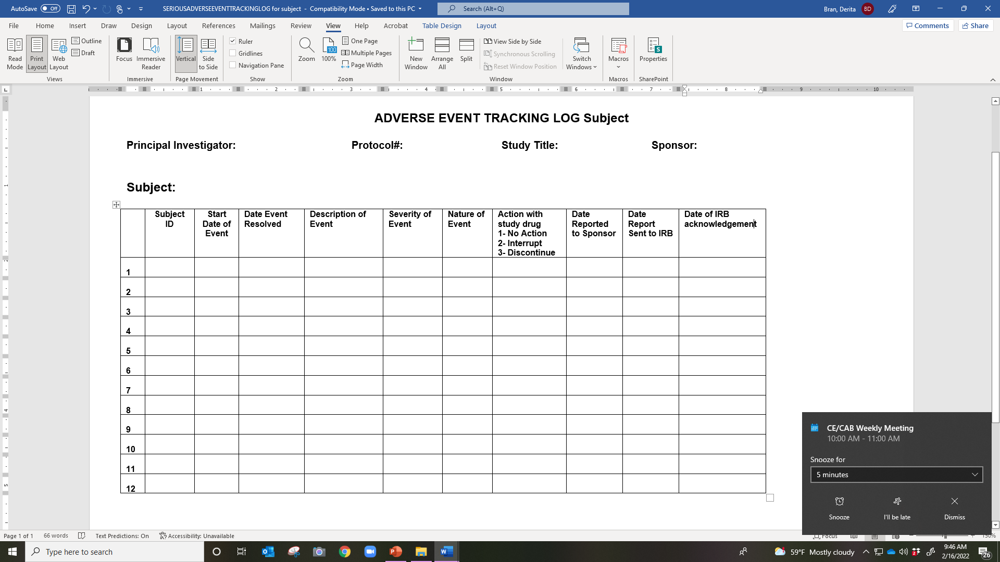 AutoSave Off SERIOUSADVERSEEVENTTRACKINGLOG for subject - Compatibility Mode • Saved to this PC Search (Alt+Q) Bran, Derita BD
File Home Insert Draw Design Layout References Mailings Review View Help Acrobat Table Design Layout Comments Share
Read Mode
Print Layout
Web Layout
Outline
Draft
Views
Focus
Immersive Reader
Immersive
Vertical
Side to Side
Page Movement
Ruler
Gridlines
Navigation Pane
Show
Zoom
100
100%
One Page
Multiple Pages
Page Width
Zoom
New Window
Arrange All
Split
View Side by Side
Synchronous Scrolling
Reset Window Position
Window
Switch Windows
Macros
Macros
S
Properties
SharePoint
L
1 2 3 4 5 6 7 8 9 10
ADVERSE EVENT TRACKING LOG Subject
Principal Investigator: Protocol#: Study Title: Sponsor:
Subject:
Subject ID
Start Date of Event
Date Event Resolved
Description of Event
Severity of Event
Nature of Event
Action with study drug
1- No Action
2- Interrupt
3- Discontinue
Date Reported to Sponsor
Date Report Sent to IRB
Date of IRB acknowledgement
1
2
3
4
5
6
7
8
9
10
11
12
CE/CAB Weekly Meeting
10:00 AM - 11:00 AM
Snooze for
5 minutes
Snooze I'll be late Dismiss
Page 1 of 1 66 words Text Predictions: On Accessibility: Unavailable Focus 130%
Type here to search 59°F Mostly cloudy 9:46 AM
2/16/2022 26